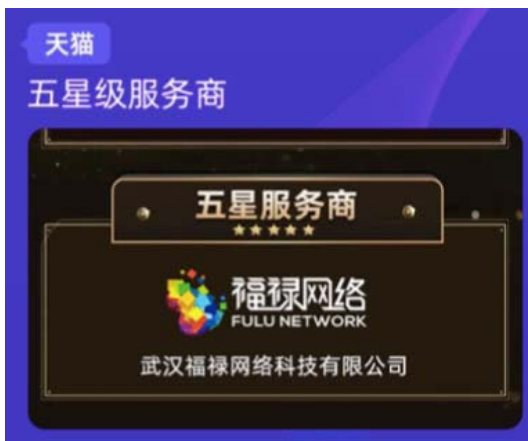 天猫
五星级服务商
五星服务商
福禄网络
FULU NETWORK
武汉福禄网络科技有限公司